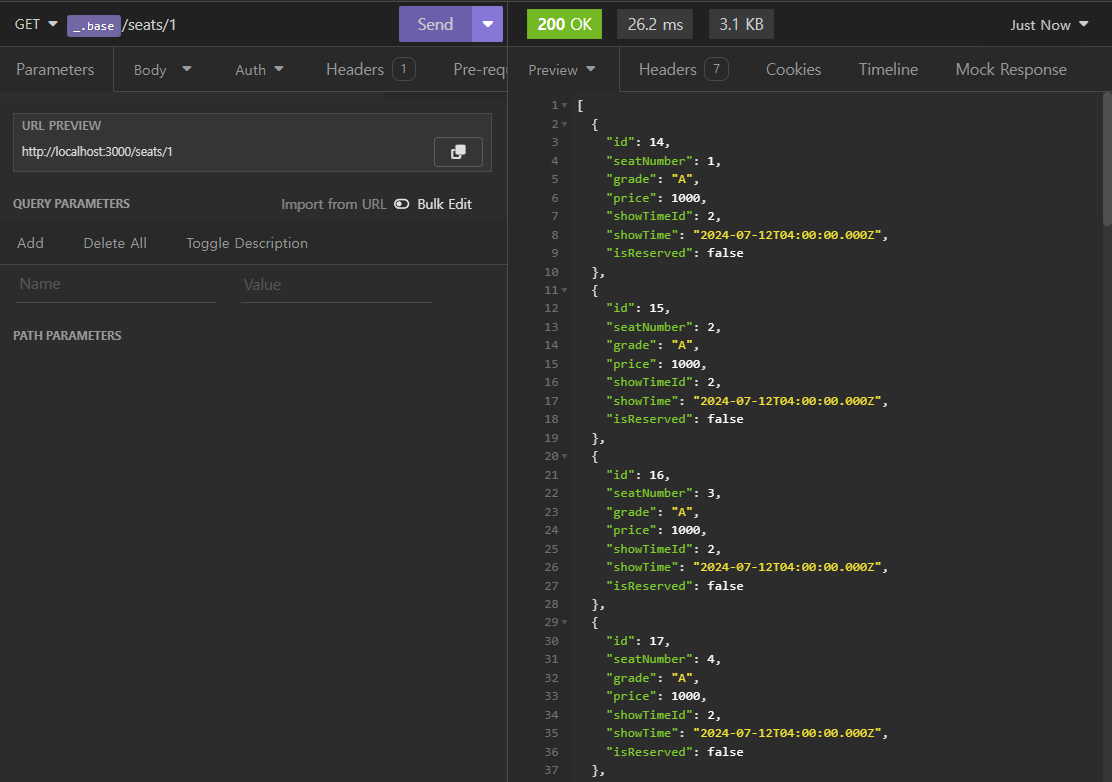 GET _.base/seats/1 Send
200 OK 26.2 ms 3.1 KB Just Now
Parameters Body Auth Headers 1 Pre-req
Preview Headers 7 Cookies Timeline Mock Response
URL PREVIEW
http://localhost:3000/seats/1
QUERY PARAMETERS Import from URL Bulk Edit
Add Delete All Toggle Description
Name Value
PATH PARAMETERS
1 [
2 {
3 "id": 14,
4 "seatNumber": 1,
5 "grade": "A",
6 "price": 1000,
7 "showTimeId": 2,
8 "showTime": "2024-07-12T04:00:00.000Z",
9 "isReserved": false
10 },
11 {
12 "id": 15,
13 "seatNumber": 2,
14 "grade": "A",
15 "price": 1000,
16 "showTimeId": 2,
17 "showTime": "2024-07-12T04:00:00.000Z",
18 "isReserved": false
19 },
20 {
21 "id": 16,
22 "seatNumber": 3,
23 "grade": "A",
24 "price": 1000,
25 "showTimeId": 2,
26 "showTime": "2024-07-12T04:00:00.000Z",
27 "isReserved": false
28 },
29 {
30 "id": 17,
31 "seatNumber": 4,
32 "grade": "A",
33 "price": 1000,
34 "showTimeId": 2,
35 "showTime": "2024-07-12T04:00:00.000Z",
36 "isReserved": false
37 },